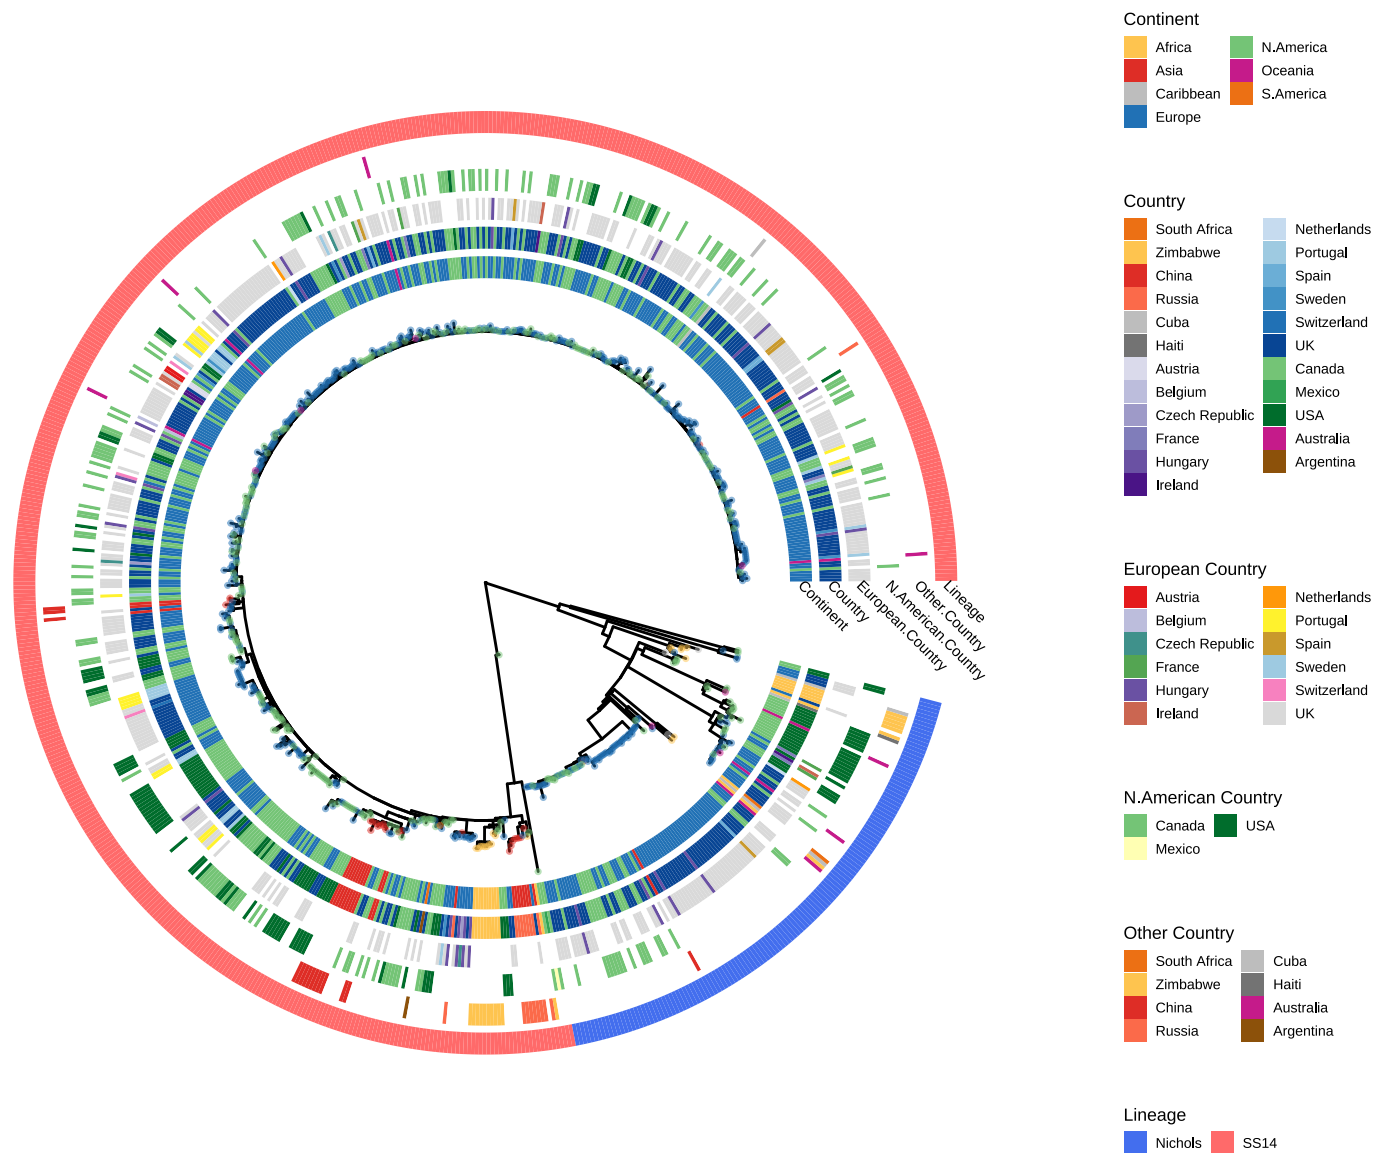 Continent
Africa
Asia
Caribbean
Europe
N.America
Oceania
S.America
Country
South Africa
Zimbabwe
China
Russia
Cuba
Haiti
Austria
Belgium
Czech Republic
France
Hungary
Ireland
Netherlands
Portugal
Spain
Sweden
Switzerland
UK
Canada
Mexico
USA
Australia
Argentina
European Country
Austria
Belgium
Czech Republic
France
Hungary
Ireland
Netherlands
Portugal
Spain
Sweden
Switzerland
UK
N.American Country
Canada
Mexico
USA
Other Country
South Africa
Zimbabwe
China
Russia
Cuba
Haiti
Australia
Argentina
Lineage
Nichols
SS14
Continent
Country
European.Country
N.American.Country
Other.Country
Lineage